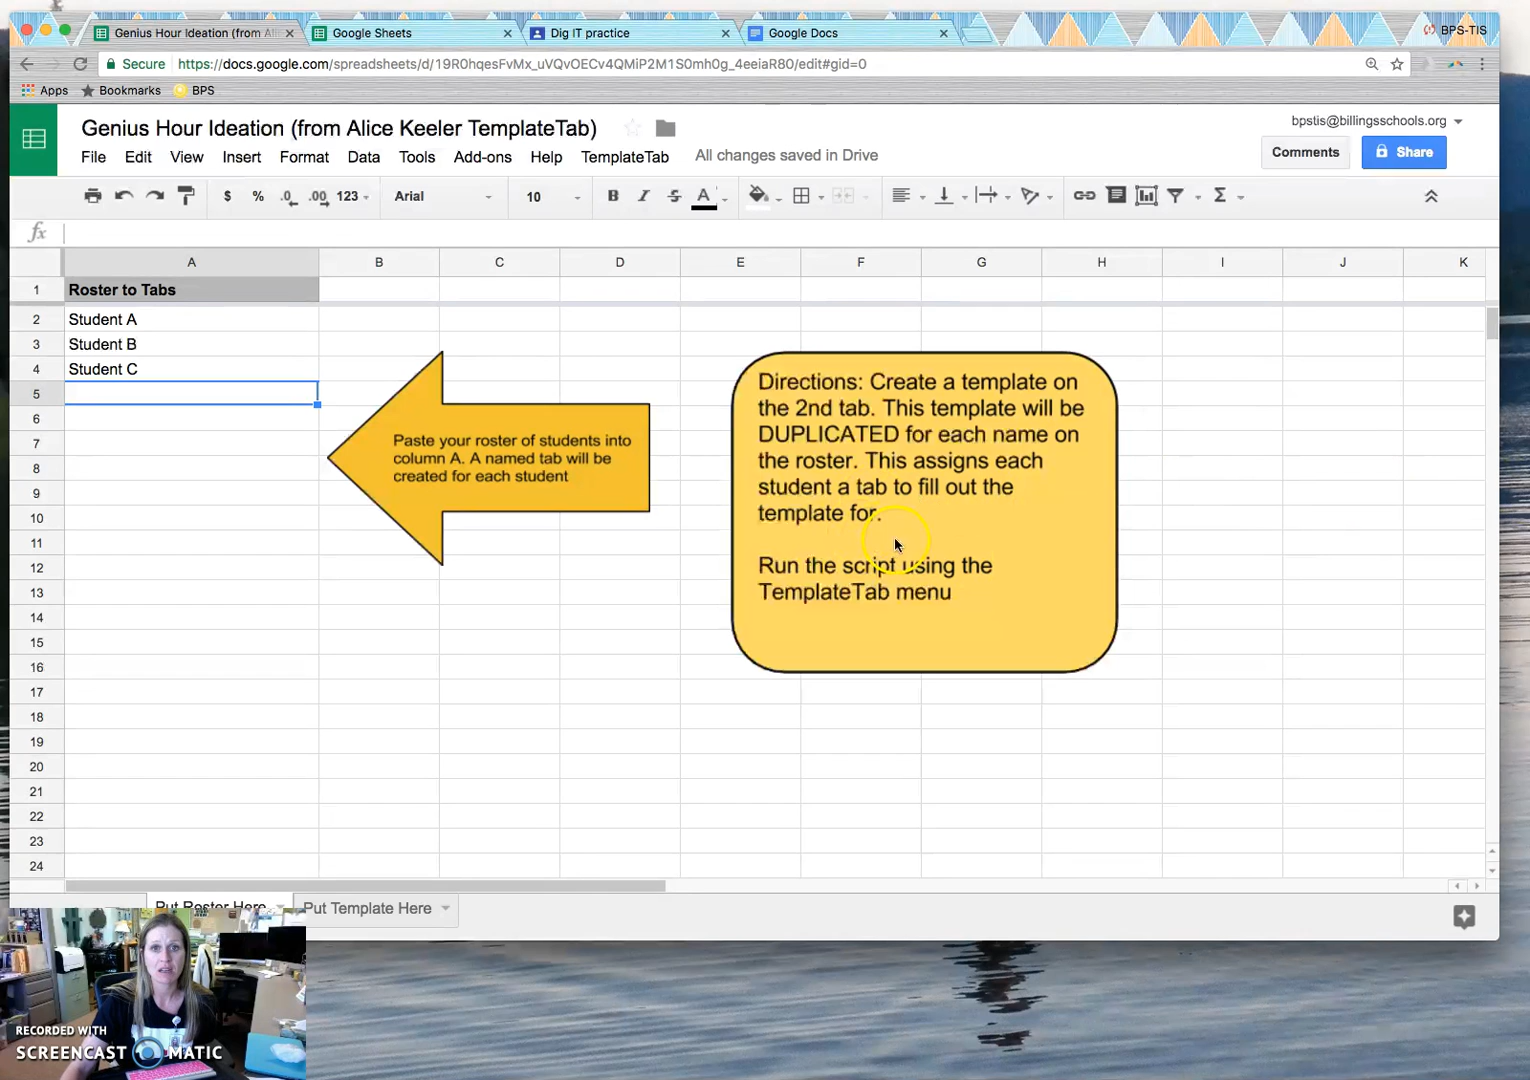 Genius Hour Ideation (from Ali
Google Sheets
Dig IT practice
Google Docs
BPS-TIS
Secure
https://docs.google.com/spreadsheets/d/19R0hqesFvMx_uVQvOECv4QMiP2M1S0mh0g_4eeiaR80/edit#gid=0
Apps
Bookmarks
BPS
Genius Hour Ideation (from Alice Keeler TemplateTab)
bpstis@billingsschools.org
File Edit View Insert Format Data Tools Add-ons Help TemplateTab
All changes saved in Drive
Comments
Share
$ % .0 .00 123 Arial 10 B I S A Σ
fx
A B C D E F G H I J K
1 Roster to Tabs
2 Student A
3 Student B
4 Student C
5
6
7
8
9
10
11
12
13
14
15
16
17
18
19
20
21
22
23
24
Paste your roster of students into
column A. A named tab will be
created for each student
Directions: Create a template on
the 2nd tab. This template will be
DUPLICATED for each name on
the roster. This assigns each
student a tab to fill out the
template for.
Run the script using the
TemplateTab menu
Put Roster Here
Put Template Here
RECORDED WITH
SCREENCAST MATIC